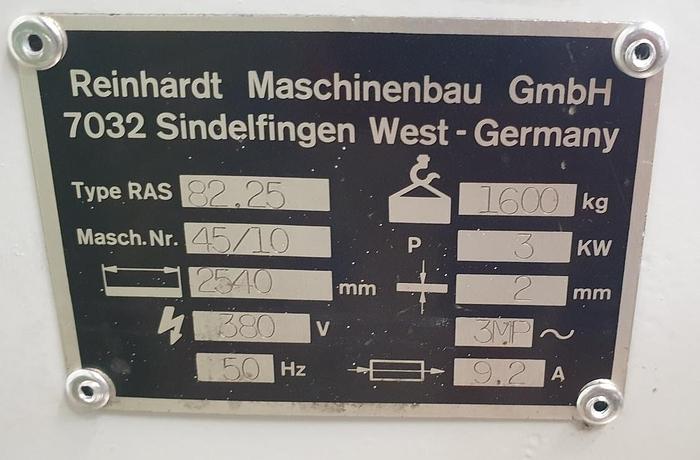 Reinhardt Maschinenbau GmbH
7032 Sindelfingen West-Germany
Type RAS 82.25
1600 kg
Masch. Nr. 45/10
P 3 KW
2540 mm
2 mm
380 V
3MP ~
50 Hz
9.2 A